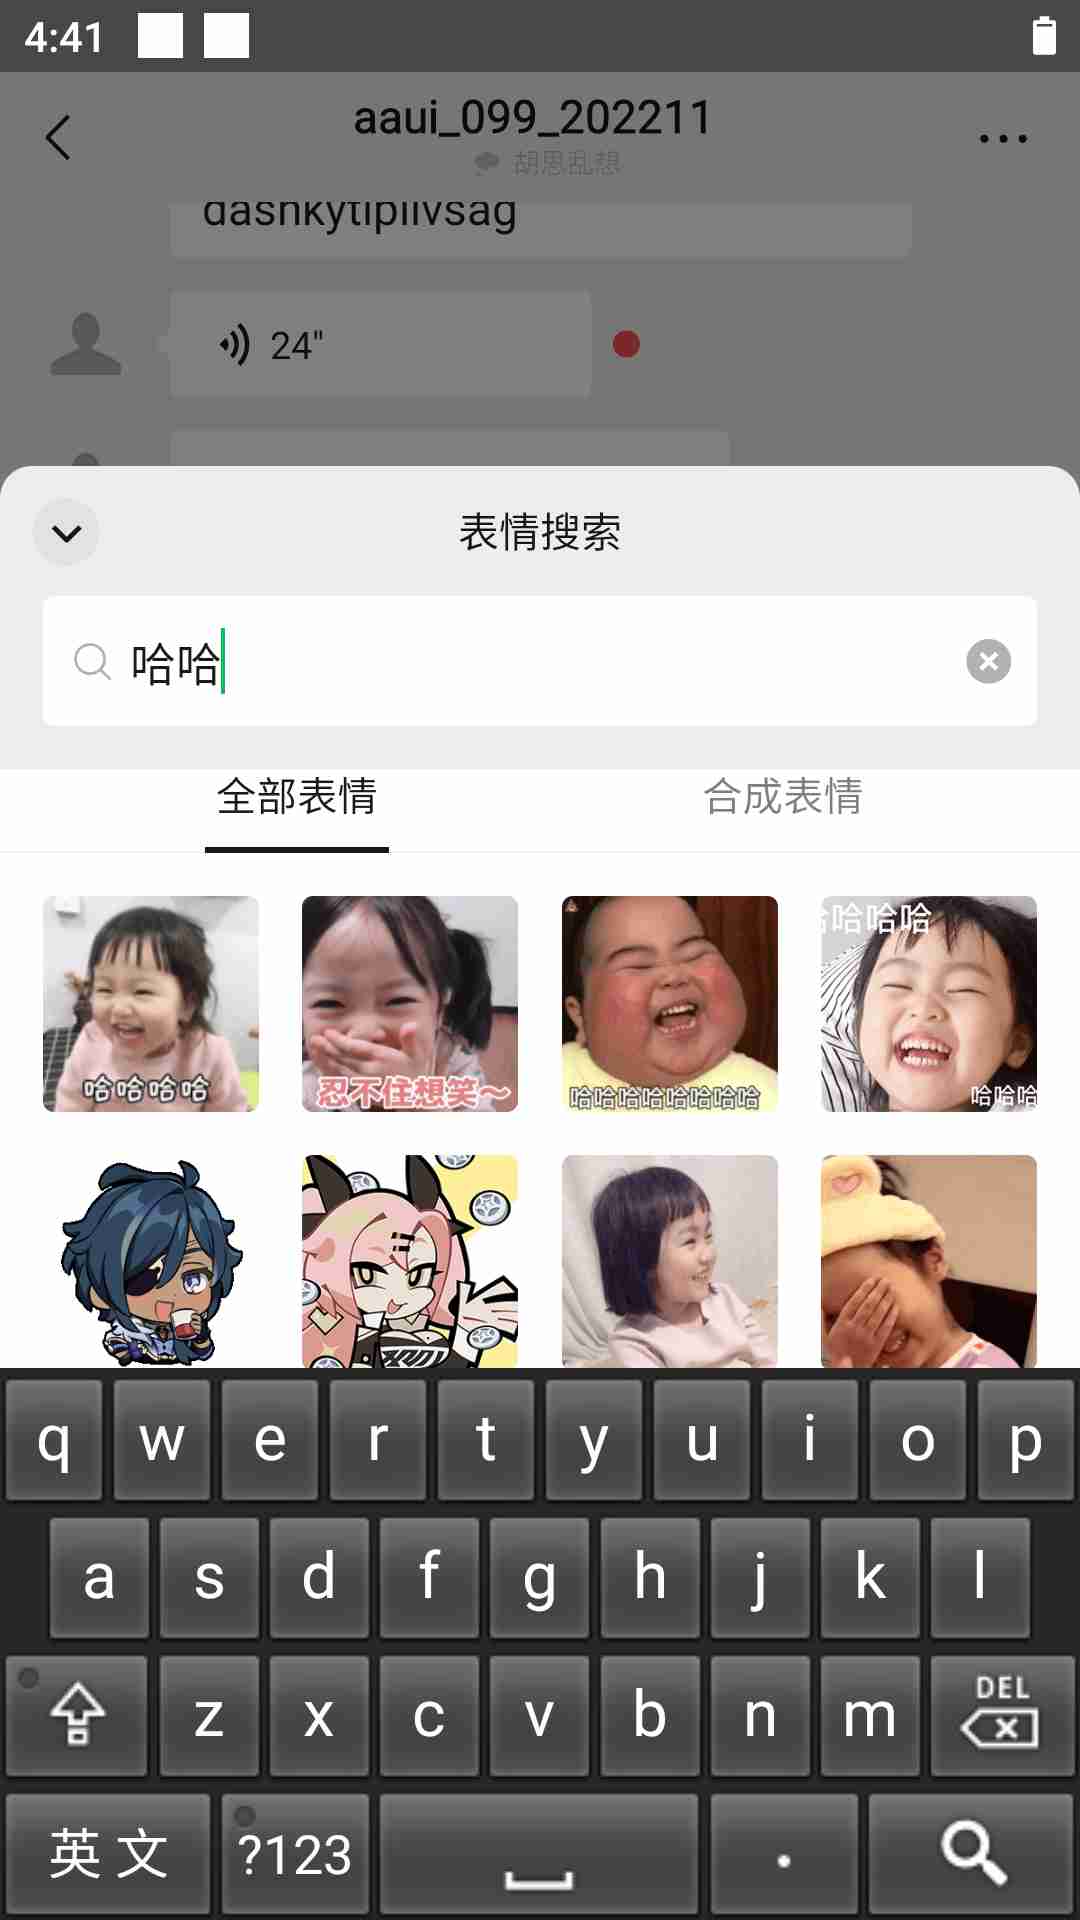 4:41
aaui_099_202211
胡思乱想
dashkytiplivsag
24"
表情搜索
哈哈
全部表情
合成表情
哈哈哈哈
忍不住想笑～
哈哈哈哈哈哈哈哈
哈哈哈哈
哈哈哈
q w e r t y u i o p
a s d f g h j k l
z x c v b n m DEL
英文 ?123 .